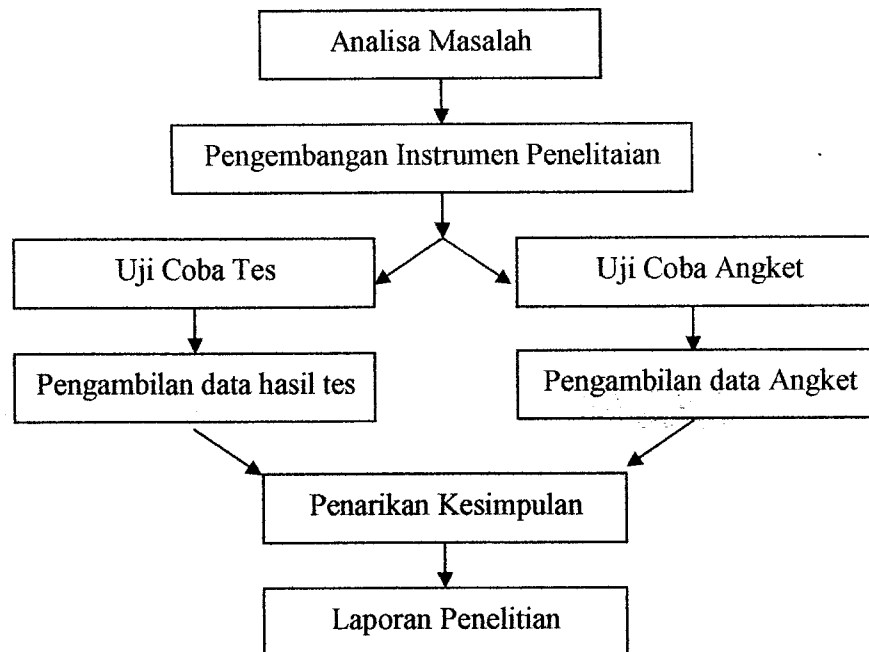 Analisa Masalah
Pengembangan Instrumen Penelitaian
Uji Coba Tes
Uji Coba Angket
Pengambilan data hasil tes
Pengambilan data Angket
Penarikan Kesimpulan
Laporan Penelitian